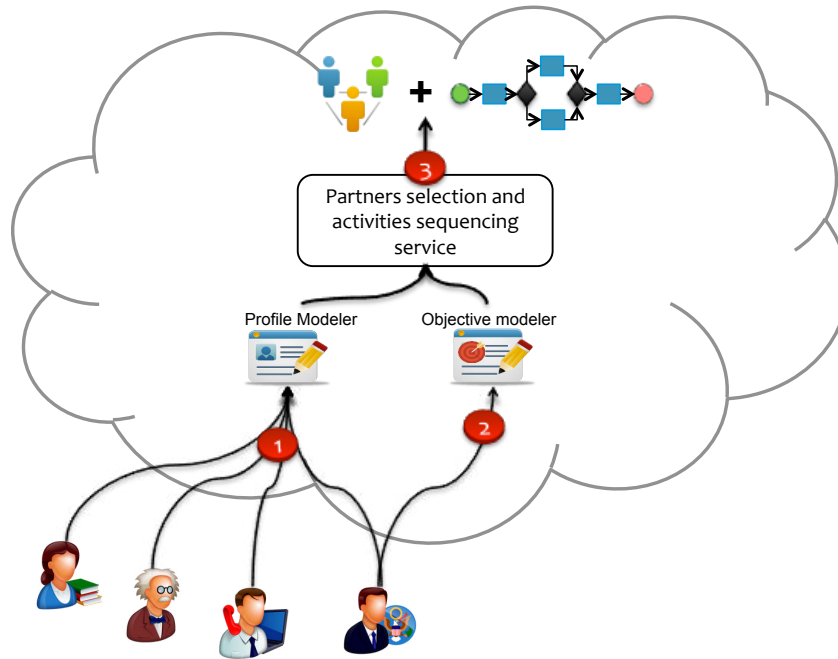 3
Partners selection and
activities sequencing
service
Profile Modeler
Objective modeler
1
2